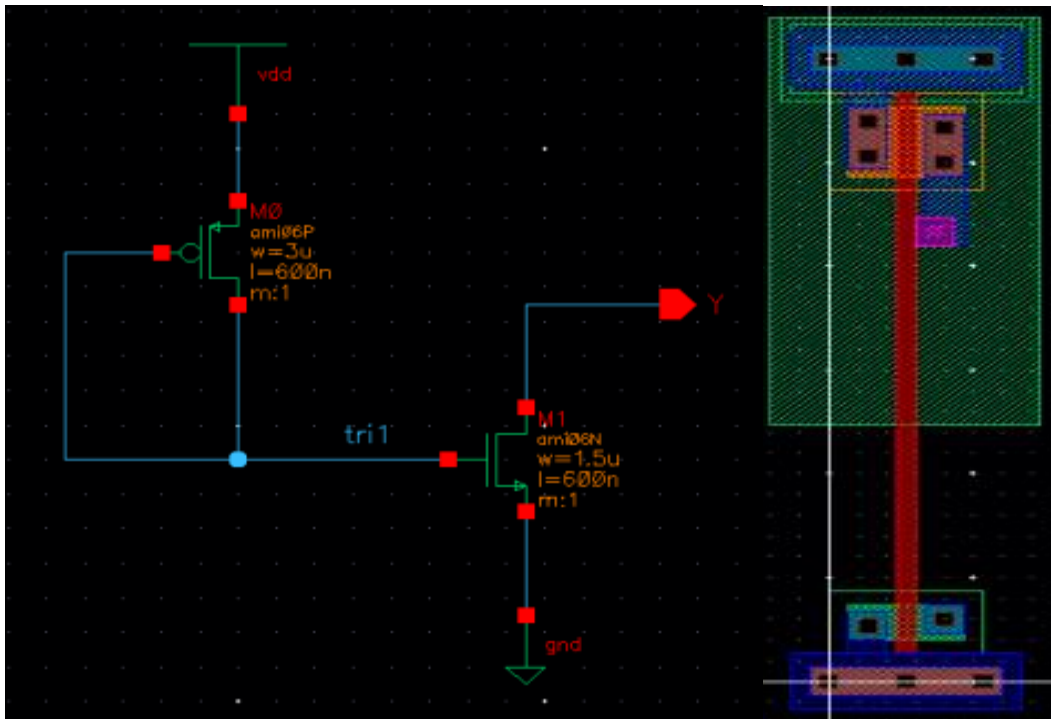 vdd
M0
ami06P
w=3u
l=600n
m:1
Y
tri1
M1
ami06N
w=1.5u
l=600n
m:1
gnd